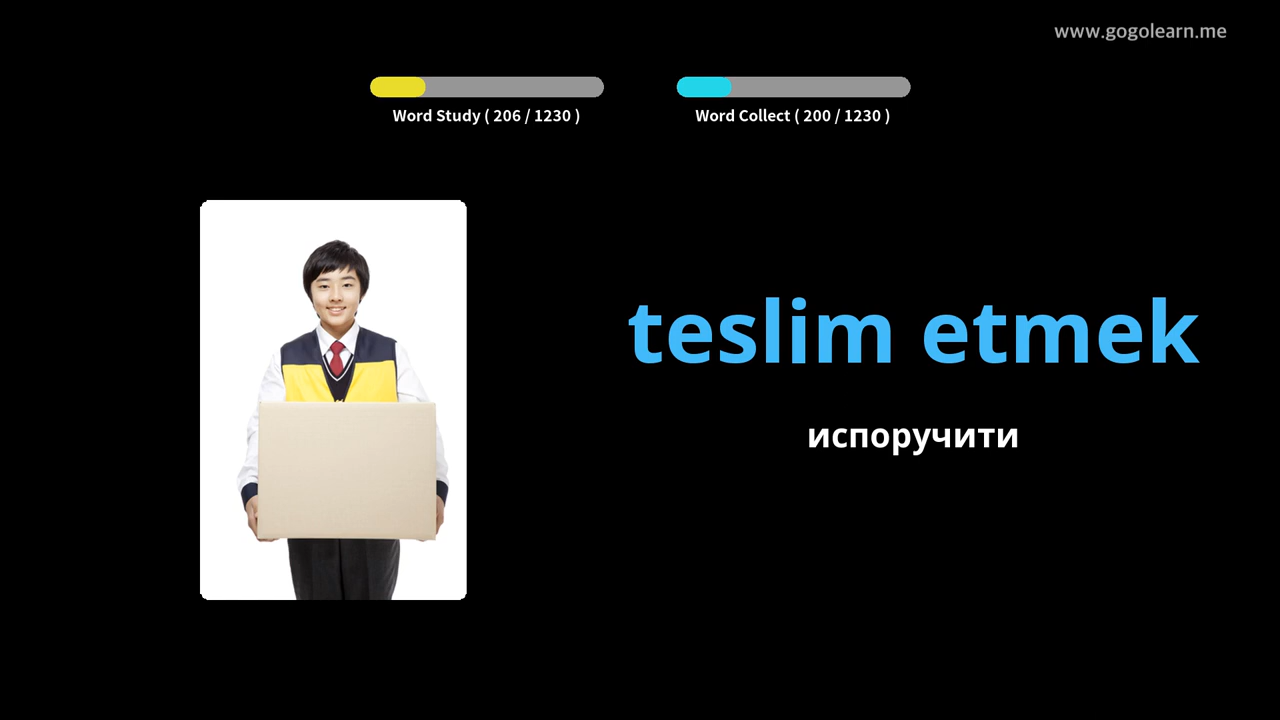 www.gogolearn.me
Word Study ( 206 / 1230 )
Word Collect ( 200 / 1230 )
teslim etmek
испоручити